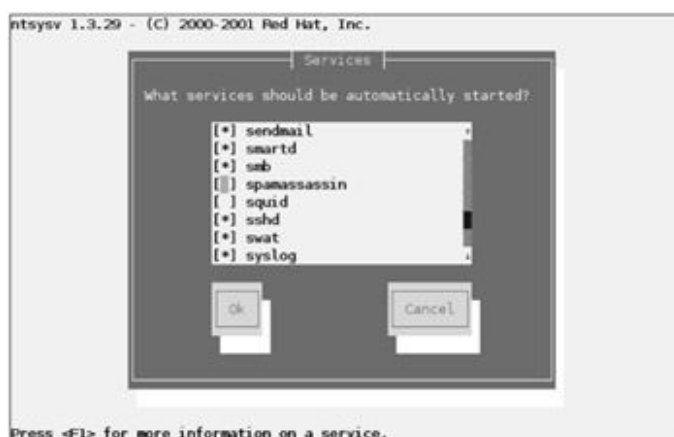 ntsysv 1.3.29 - (C) 2000-2001 Red Hat, Inc.
Services
What services should be automatically started?
[*] sendmail
[*] smartd
[*] smb
[ ] spamassassin
[ ] squid
[*] sshd
[*] swat
[*] syslog
Ok
Cancel
Press <F1> for more information on a service.